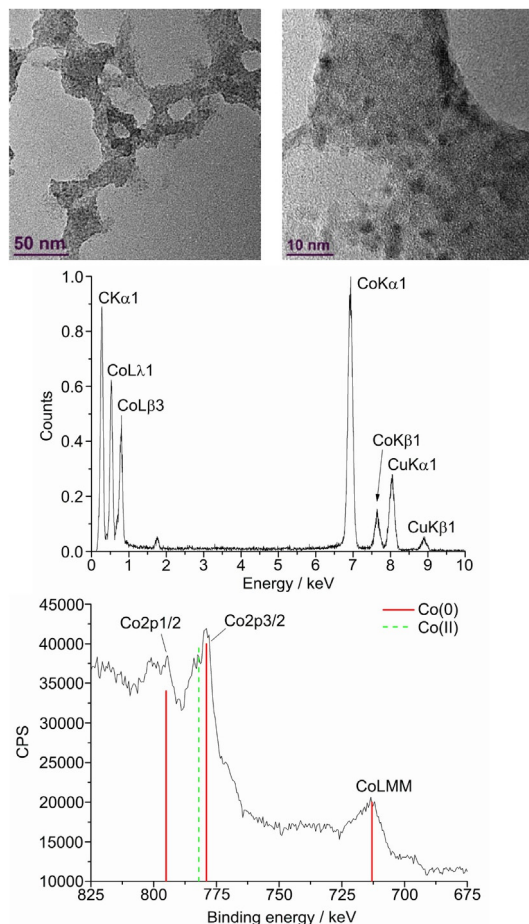 50 nm
10 nm
CKα1
CoLλ1
CoLβ3
CoKα1
CoKβ1
CuKα1
CuKβ1
Counts
1.0
0.8
0.6
0.4
0.2
0.0
0 1 2 3 4 5 6 7 8 9 10
Energy / keV
Co2p1/2
Co2p3/2
Co(0)
Co(II)
CoLMM
CPS
45000
40000
35000
30000
25000
20000
15000
10000
825 800 775 750 725 700 675
Binding energy / keV